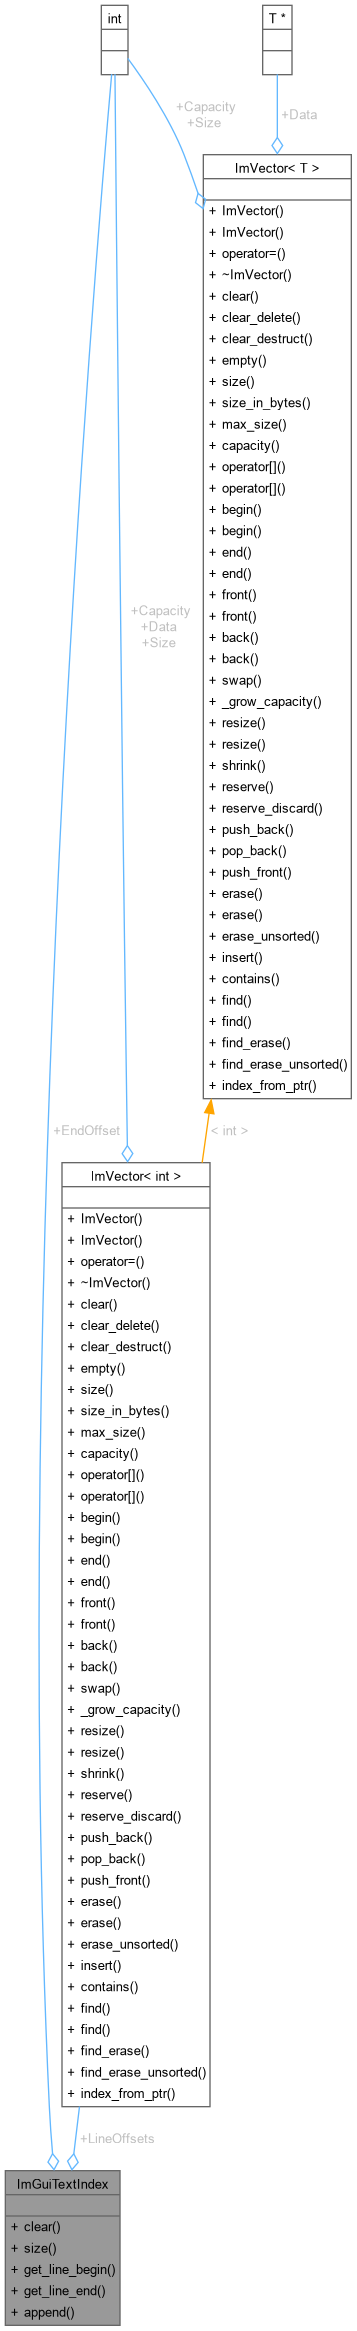 int
T *
+Capacity
+Size
+Data
ImVector< T >
+ ImVector()
+ ImVector()
+ operator=()
+ ~ImVector()
+ clear()
+ clear_delete()
+ clear_destruct()
+ empty()
+ size()
+ size_in_bytes()
+ max_size()
+ capacity()
+ operator[]()
+ operator[]()
+ begin()
+ begin()
+ end()
+ end()
+ front()
+ front()
+ back()
+ back()
+ swap()
+ _grow_capacity()
+ resize()
+ resize()
+ shrink()
+ reserve()
+ reserve_discard()
+ push_back()
+ pop_back()
+ push_front()
+ erase()
+ erase()
+ erase_unsorted()
+ insert()
+ contains()
+ find()
+ find()
+ find_erase()
+ find_erase_unsorted()
+ index_from_ptr()
+Capacity
+Data
+Size
+EndOffset
< int >
ImVector< int >
+ ImVector()
+ ImVector()
+ operator=()
+ ~ImVector()
+ clear()
+ clear_delete()
+ clear_destruct()
+ empty()
+ size()
+ size_in_bytes()
+ max_size()
+ capacity()
+ operator[]()
+ operator[]()
+ begin()
+ begin()
+ end()
+ end()
+ front()
+ front()
+ back()
+ back()
+ swap()
+ _grow_capacity()
+ resize()
+ resize()
+ shrink()
+ reserve()
+ reserve_discard()
+ push_back()
+ pop_back()
+ push_front()
+ erase()
+ erase()
+ erase_unsorted()
+ insert()
+ contains()
+ find()
+ find()
+ find_erase()
+ find_erase_unsorted()
+ index_from_ptr()
+LineOffsets
ImGuiTextIndex
+ clear()
+ size()
+ get_line_begin()
+ get_line_end()
+ append()